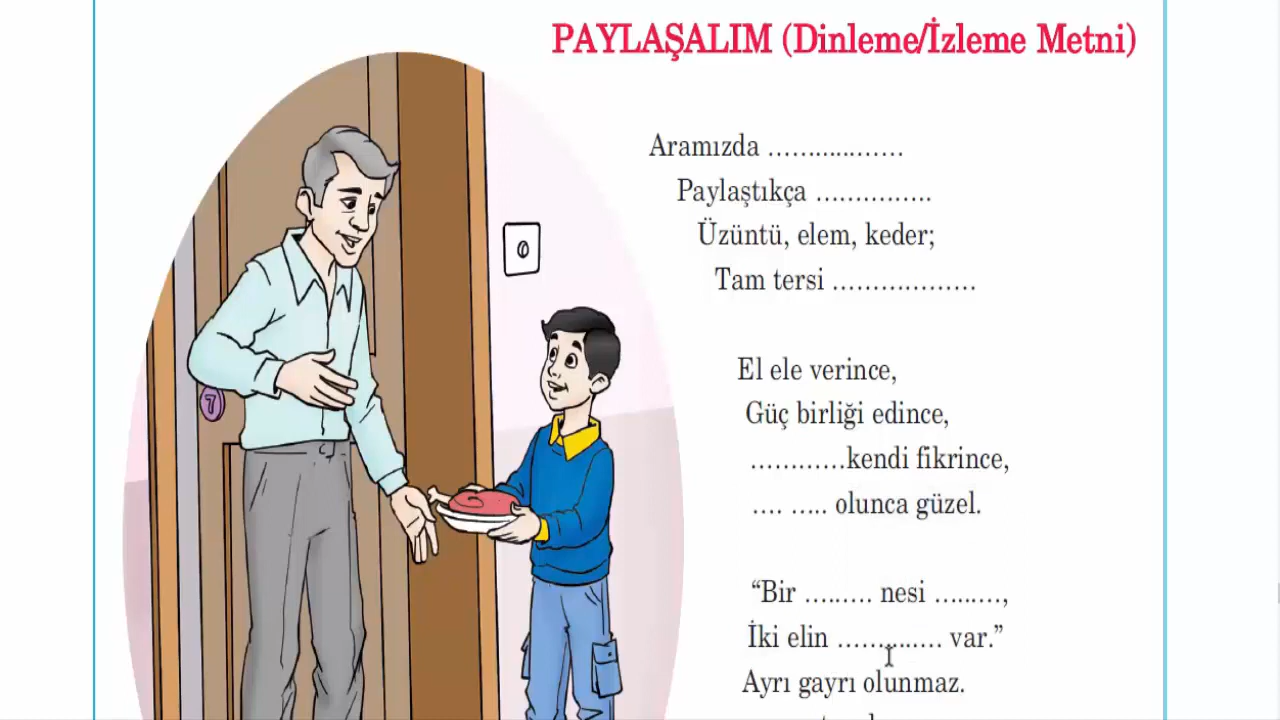 PAYLAŞALIM (Dinleme/İzleme Metni)
Aramızda ....................
Paylaştıkça ...............
Üzüntü, elem, keder;
Tam tersi ..................
El ele verince,
Güç birliği edince,
............kendi fikrince,
.... ..... olunca güzel.
“Bir ......... nesi .........,
İki elin .............. var.”
Ayrı gayrı olunmaz.
7